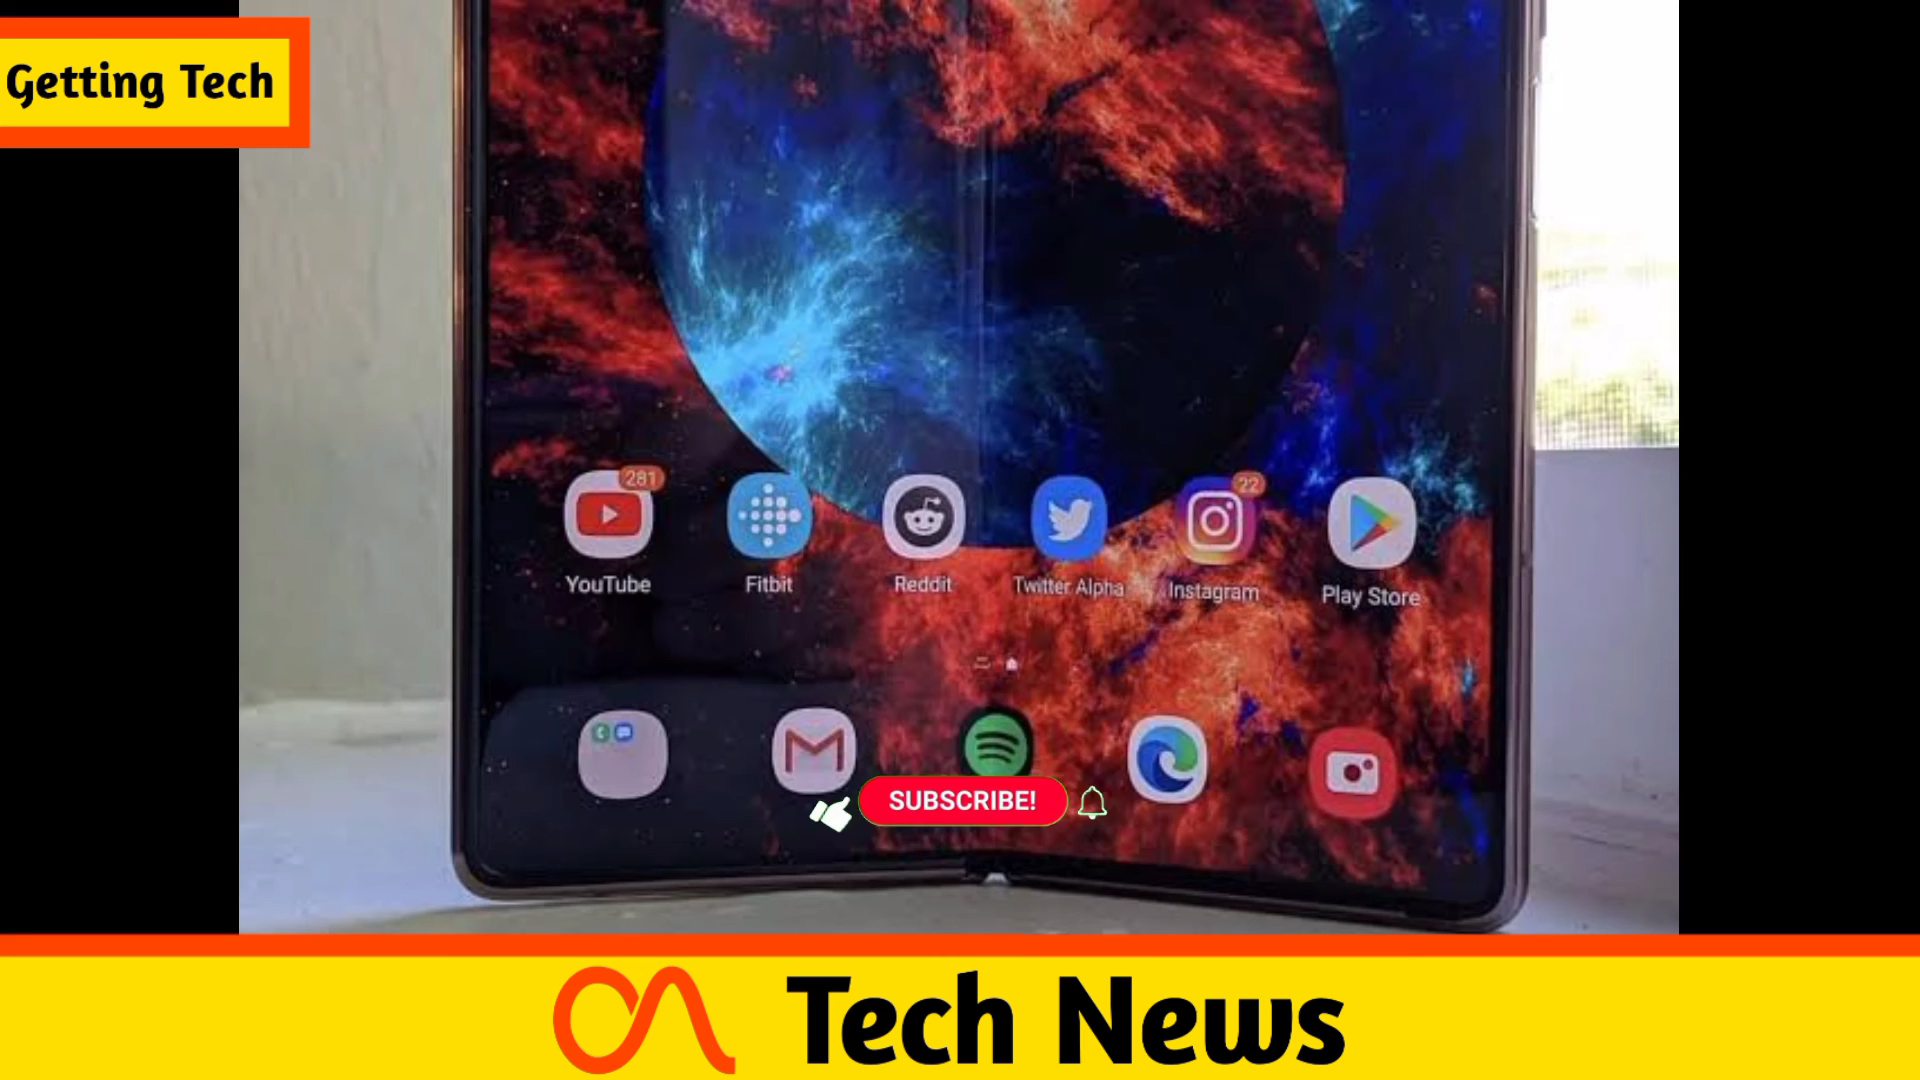 Getting Tech
281
22
YouTube
Fitbit
Reddit
Twitter Alpha
Instagram
Play Store
SUBSCRIBE!
Tech News